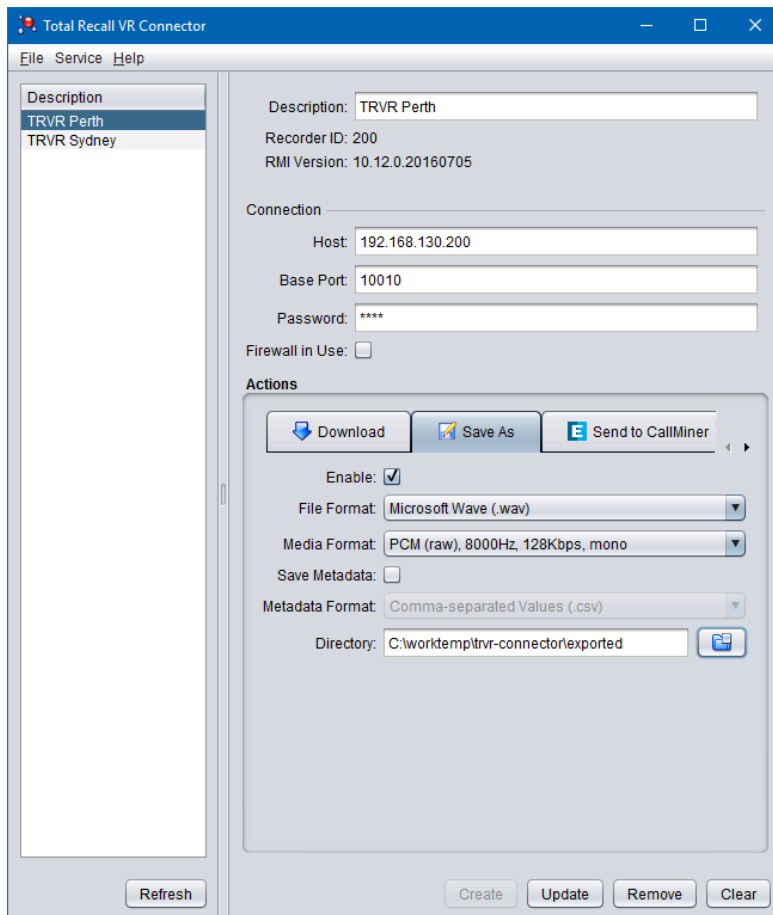 Total Recall VR Connector
File Service Help
Description
TRVR Perth
TRVR Sydney
Refresh
Description: TRVR Perth
Recorder ID: 200
RMI Version: 10.12.0.20160705
Connection
Host: 192.168.130.200
Base Port: 10010
Password: ****
Firewall in Use:
Actions
Download Save As Send to CallMiner
Enable:
File Format: Microsoft Wave (.wav)
Media Format: PCM (raw), 8000Hz, 128Kbps, mono
Save Metadata:
Metadata Format: Comma-separated Values (.csv)
Directory: C:\worktemp\trvr-connector\exported
Create Update Remove Clear